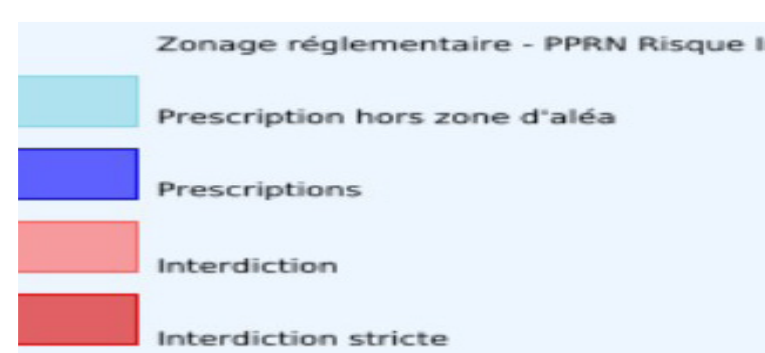 Zonage réglementaire - PPRN Risque
Prescription hors zone d'aléa
Prescriptions
Interdiction
Interdiction stricte